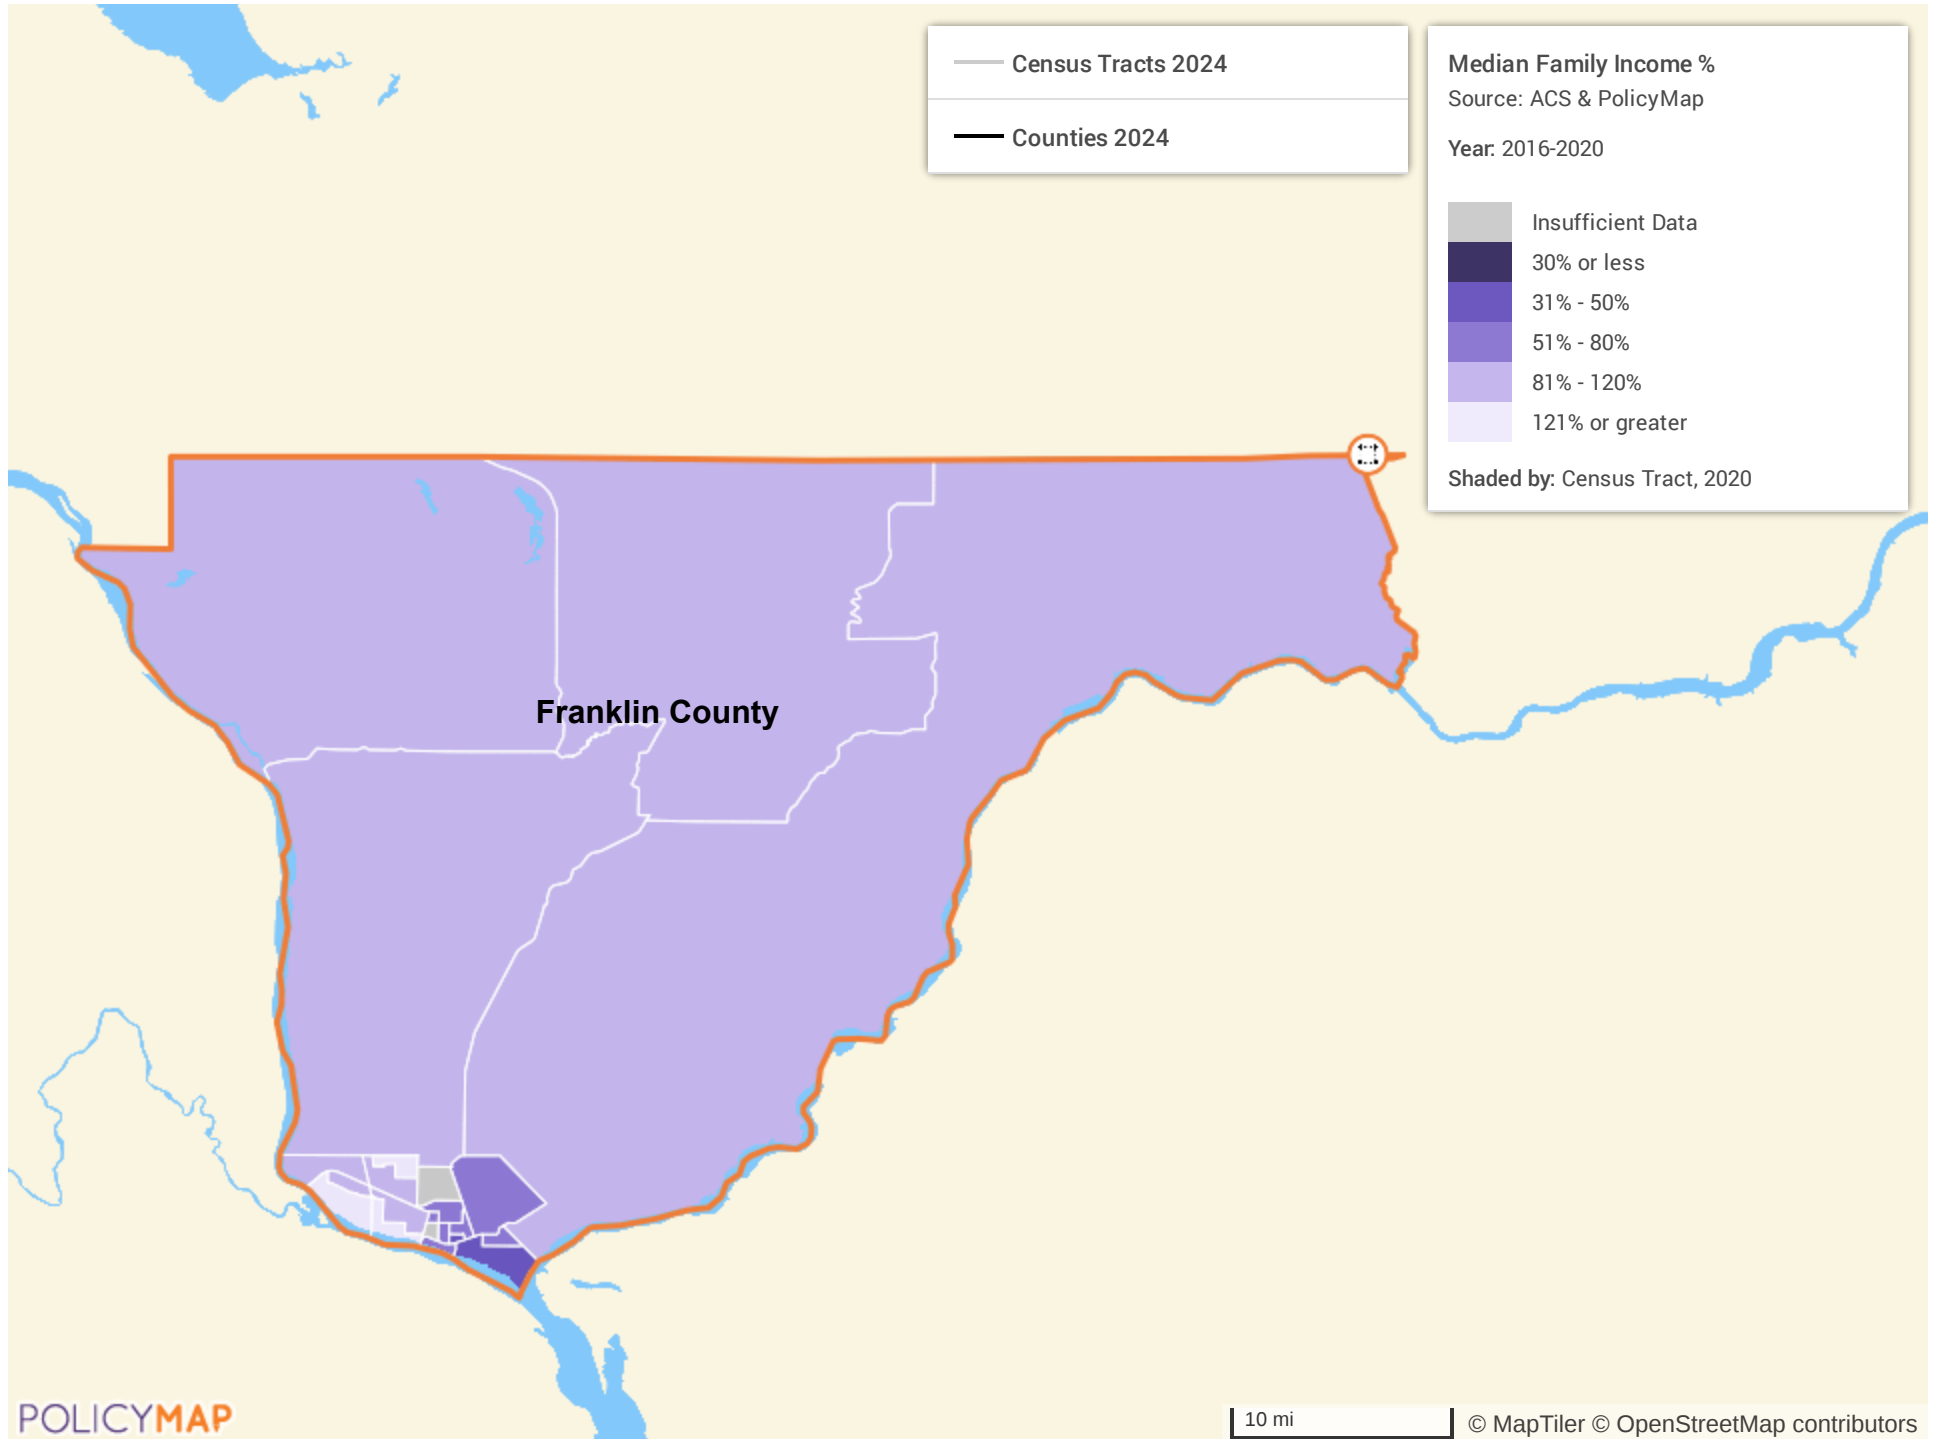 Census Tracts 2024
Counties 2024
Median Family Income %
Source: ACS & PolicyMap
Year: 2016-2020
Insufficient Data
30% or less
31% - 50%
51% - 80%
81% - 120%
121% or greater
Shaded by: Census Tract, 2020
Franklin County
POLICYMAP
10 mi
© MapTiler © OpenStreetMap contributors